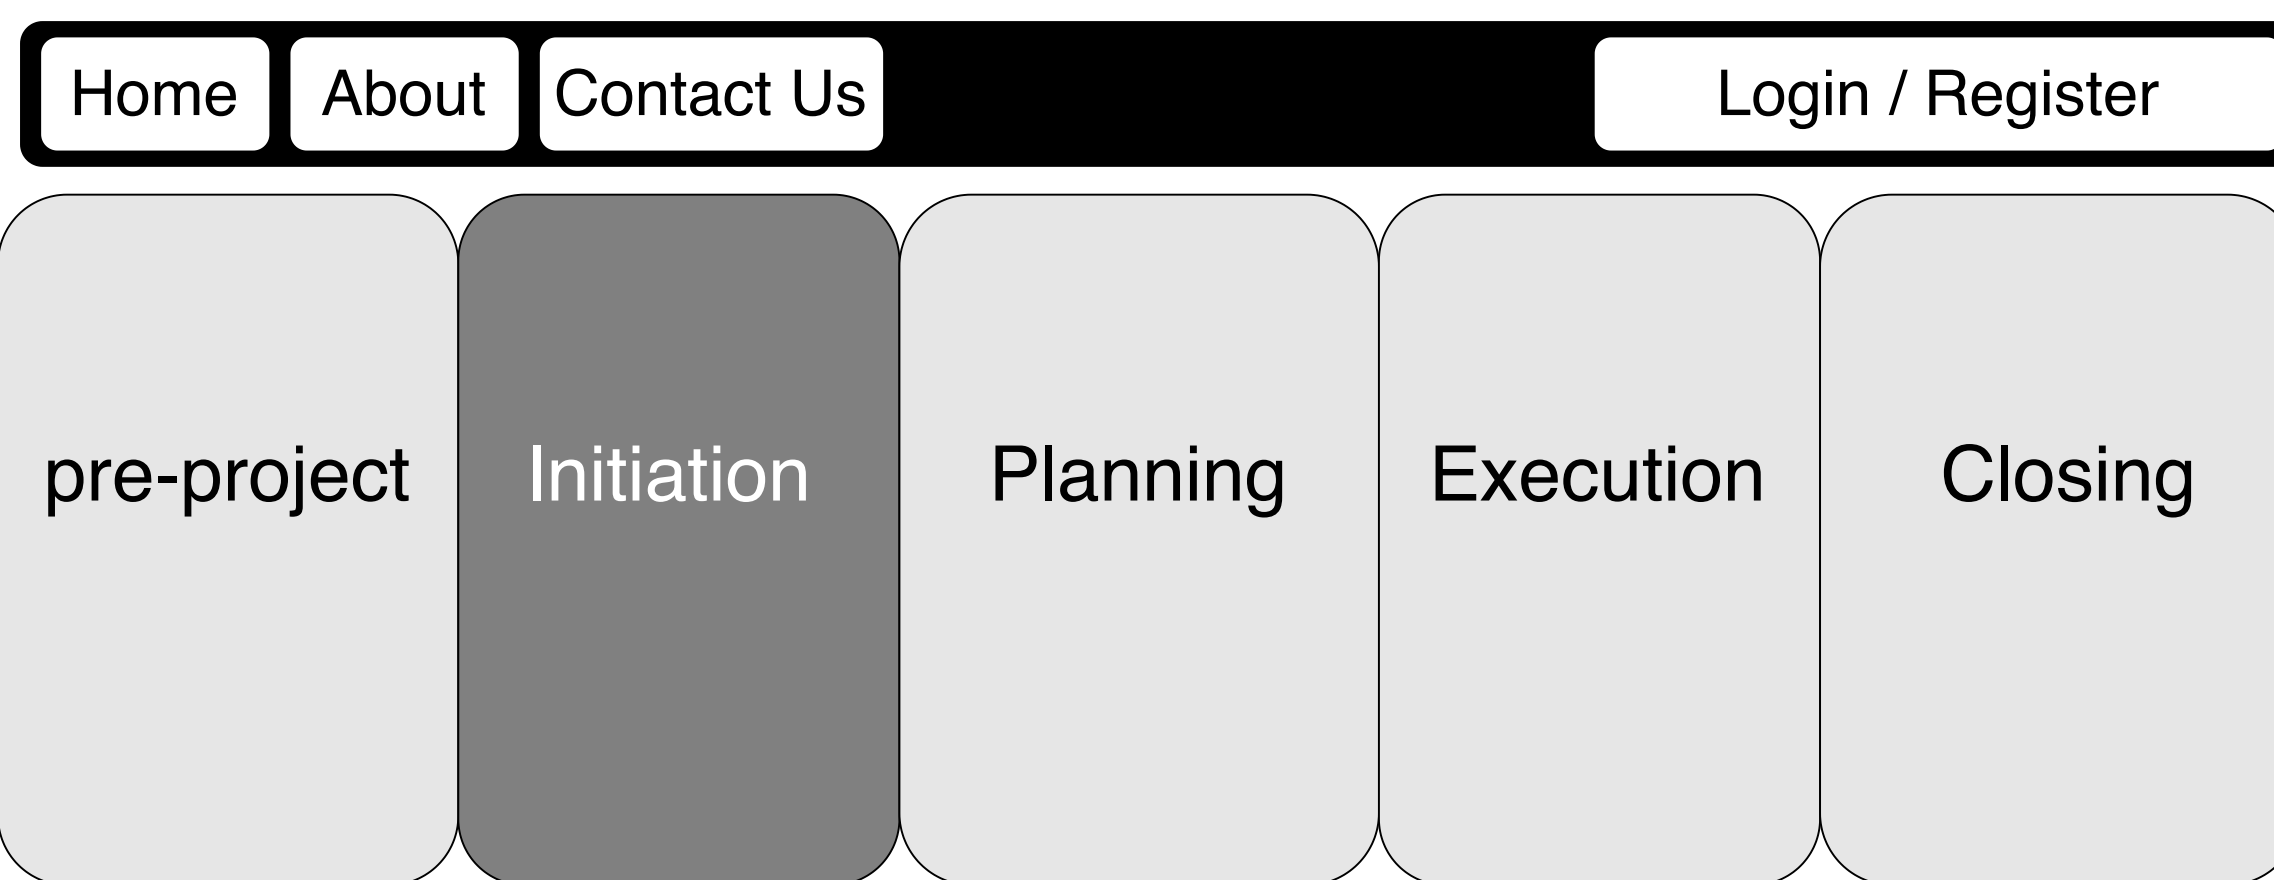 Home About Contact Us Login / Register
pre-project Initiation Planning Execution Closing